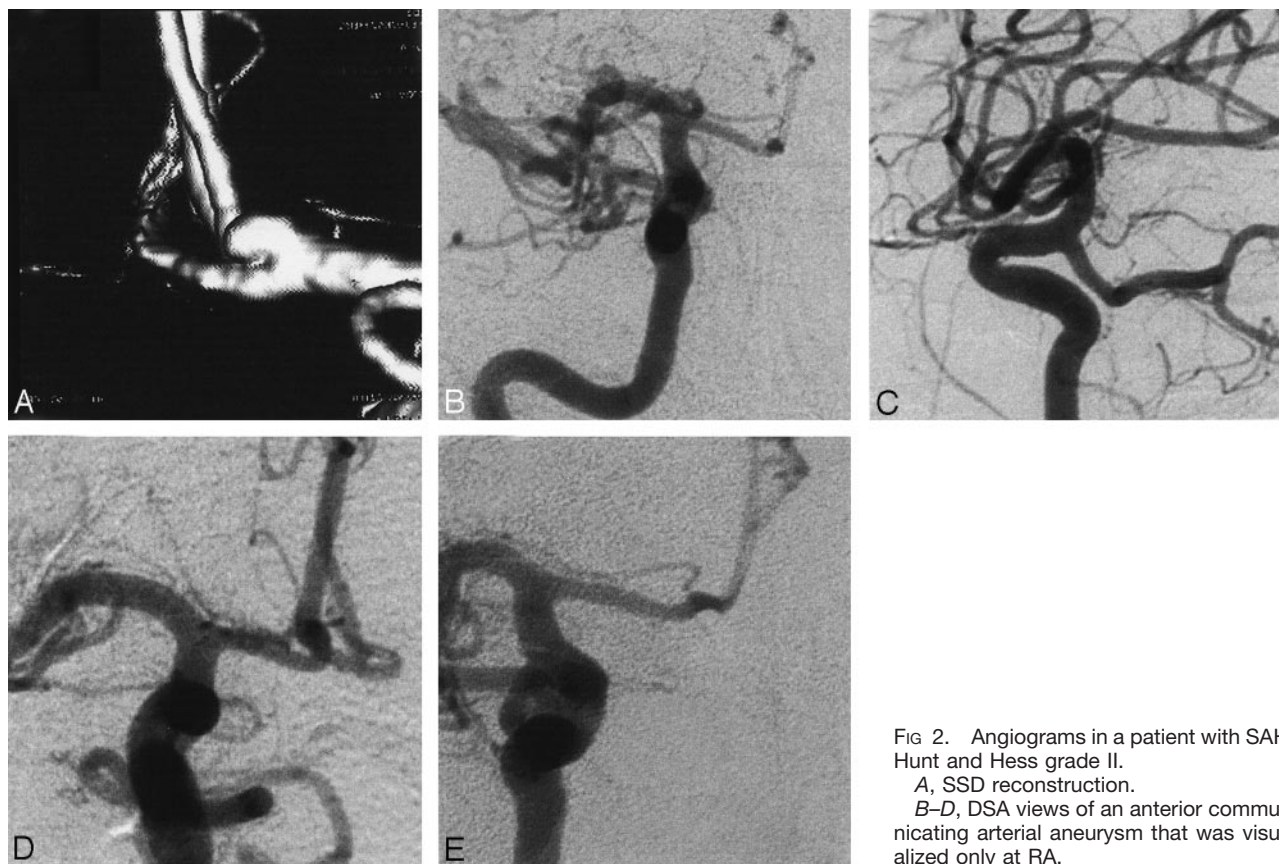 A
B
C
D
E
FIG 2. Angiograms in a patient with SAH
Hunt and Hess grade II.
A, SSD reconstruction.
B–D, DSA views of an anterior commu-
nicating arterial aneurysm that was visu-
alized only at RA.